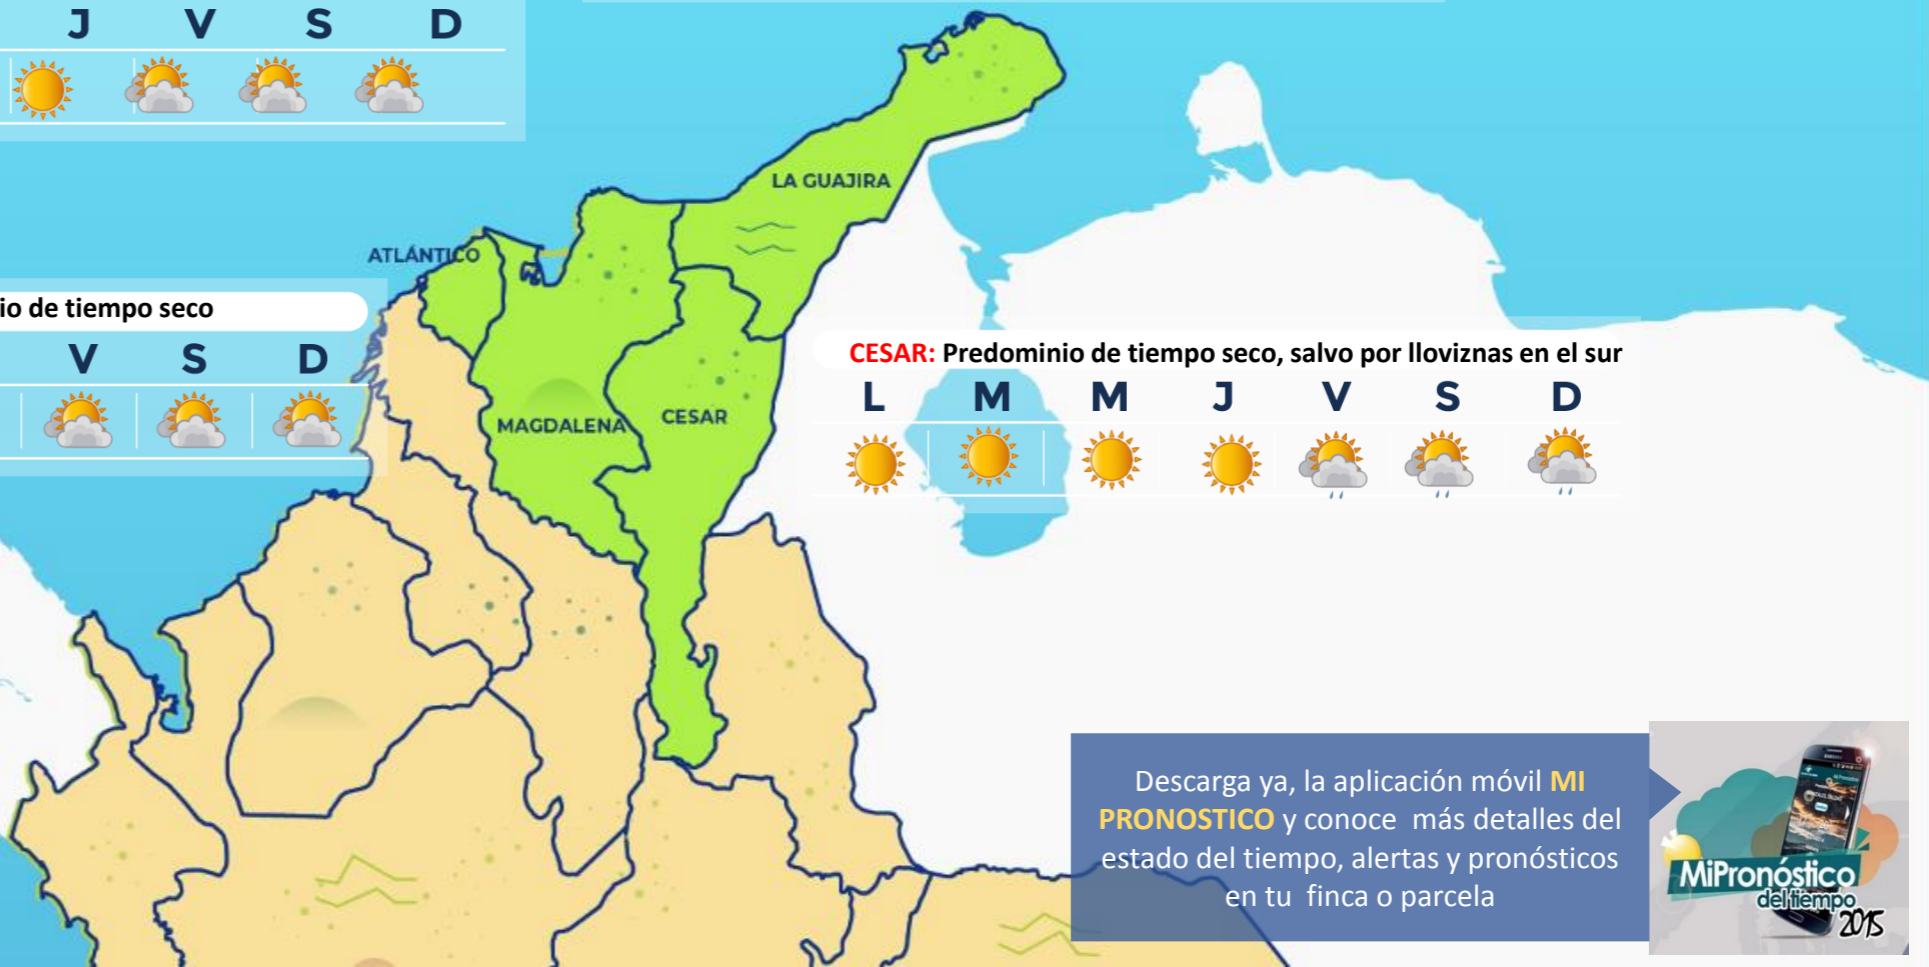 J V S D
LA GUAJIRA
ATLÁNTICO
io de tiempo seco
V S D
CESAR: Predominio de tiempo seco, salvo por lloviznas en el sur
L M M J V S D
MAGDALENA
CESAR
Descarga ya, la aplicación móvil MI
PRONOSTICO y conoce más detalles del
estado del tiempo, alertas y pronósticos
en tu finca o parcela
MiPronóstico
del tiempo
2015